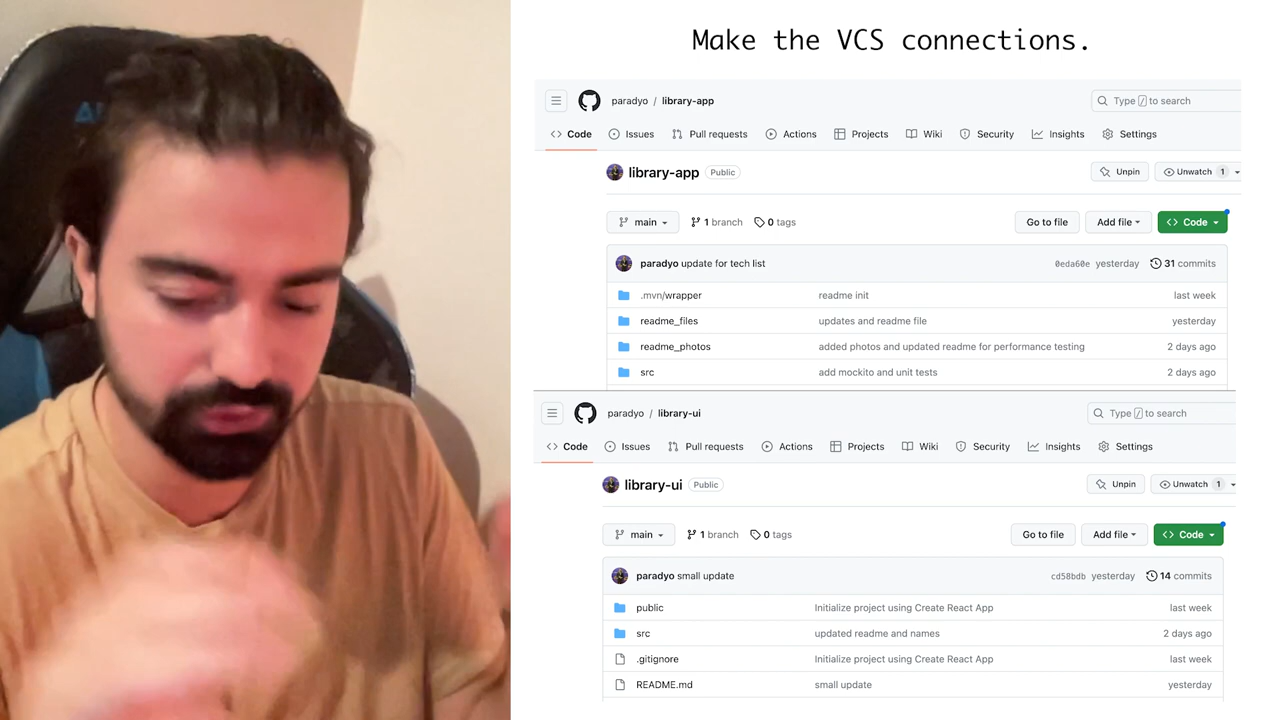 Make the VCS connections.
paradyo / library-app
Type / to search
Code Issues Pull requests Actions Projects Wiki Security Insights Settings
library-app Public Unpin Unwatch 1
main 1 branch 0 tags Go to file Add file Code
paradyo update for tech list 0eda60e yesterday 31 commits
.mvn/wrapper readme init last week
readme_files updates and readme file yesterday
readme_photos added photos and updated readme for performance testing 2 days ago
src add mockito and unit tests 2 days ago
paradyo / library-ui
Type / to search
Code Issues Pull requests Actions Projects Wiki Security Insights Settings
library-ui Public Unpin Unwatch 1
main 1 branch 0 tags Go to file Add file Code
paradyo small update cd58bdb yesterday 14 commits
public Initialize project using Create React App last week
src updated readme and names 2 days ago
.gitignore Initialize project using Create React App last week
README.md small update yesterday